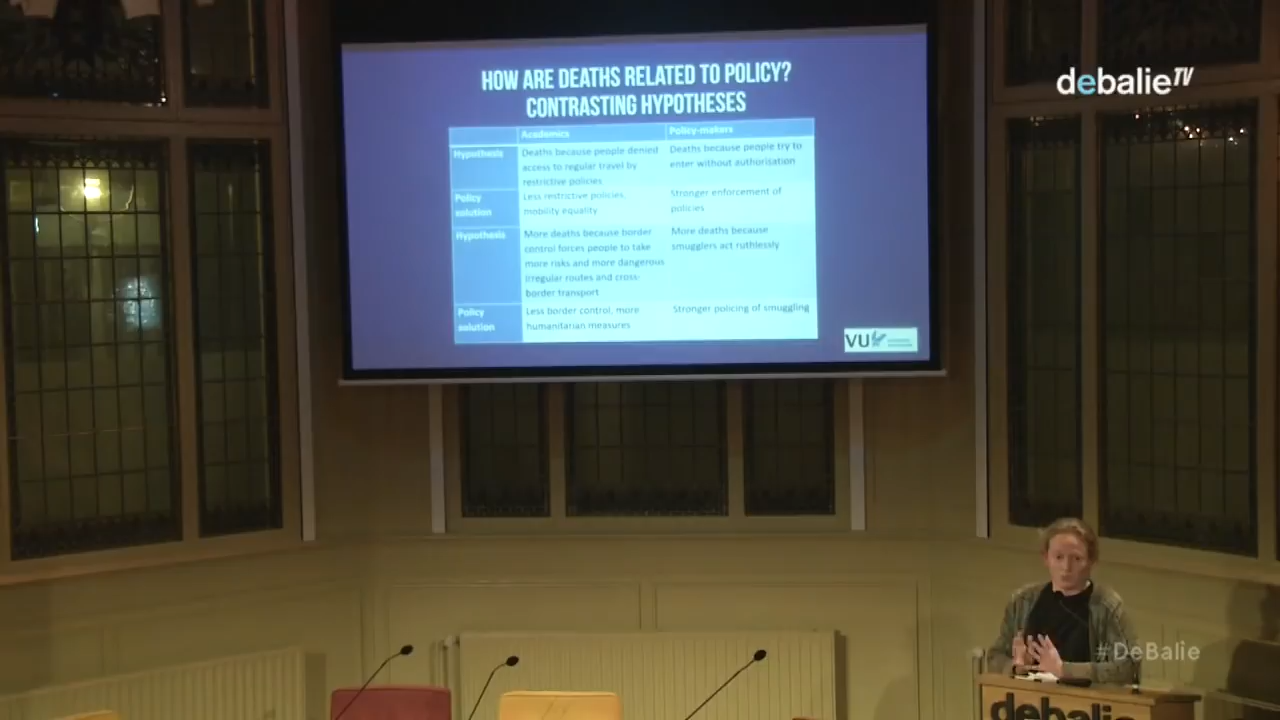 HOW ARE DEATHS RELATED TO POLICY?
CONTRASTING HYPOTHESES
debalieTV
Academics
Policy-makers
Hypothesis
Deaths because people denied
access to regular travel by
restrictive policies
Deaths because people try to
enter without authorisation
Policy
solution
Less restrictive policies,
mobility equality
Stronger enforcement of
policies
Hypothesis
More deaths because border
control forces people to take
more risks and more dangerous
irregular routes and cross-
border transport
More deaths because
smugglers act ruthlessly
Policy
solution
Less border control, more
humanitarian measures
Stronger policing of smuggling
VU
#DeBalie
debalie